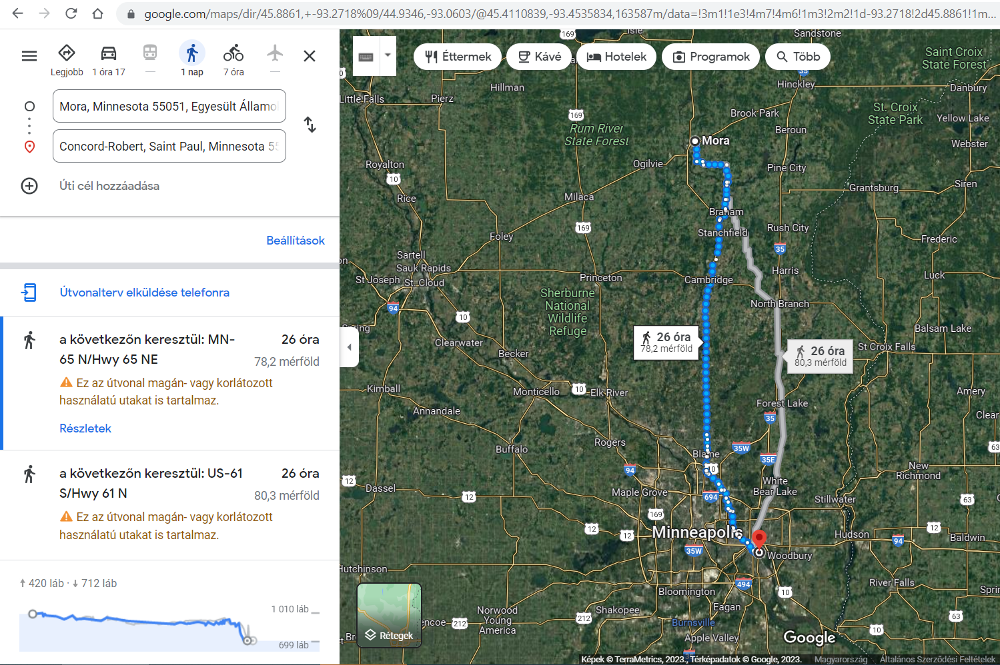 google.com/maps/dir/45.8861,+-93.2718%09/44.9346,-93.0603/@45.4110839,-93.4535834,163587m/data=!3m1!1e3!4m7!4m6!1m3!2m2!1d-93.2718!2d45.8861!1m...
Legjobb
1 óra 17
—
1 nap
7 óra
—
Mora, Minnesota 55051, Egyesült Államo
Concord-Robert, Saint Paul, Minnesota 55
Úti cél hozzáadása
Beállítások
Útvonalterv elküldése telefonra
a következőn keresztül: MN-
65 N/Hwy 65 NE
26 óra
78,2 mérföld
Ez az útvonal magán- vagy korlátozott
használatú utakat is tartalmaz.
Részletek
a következőn keresztül: US-61
S/Hwy 61 N
26 óra
80,3 mérföld
Ez az útvonal magán- vagy korlátozott
használatú utakat is tartalmaz.
420 láb · 712 láb
1 010 láb
699 láb
Éttermek
Kávé
Hotelek
Programok
Több
169
Isle
Sandstone
Saint Croix
State Forest
35
Hinckley
Danbury
Hillman
Little Falls
Pierz
Brook Park
St. Croix
State Park
169
Rum River
State Forest
Beroun
Yellow Lake
Mora
Webster
Royalton
Ogilvie
Pine City
10
Siren
Grantsburg
Rice
Milaca
Braham
169
Stanchfield
Rush City
Foley
Frederic
35
Sartell
Sauk Rapids
Harris
St Joseph
St. Cloud
Princeton
Cambridge
Luck
Sherburne
National
Wildlife
Refuge
North Branch
94
10
Balsam Lake
26 óra
78,2 mérföld
Clearwater
Becker
26 óra
80,3 mérföld
St Croix Falls
Kimball
Monticello
10
Elk River
Amery
Annandale
Forest Lake
Clear
35
Rogers
Buffalo
Blaine
35W
35E
63
94
10
New
Richmond
12
Dassel
12
Maple Grove
694
White
Bear Lake
Stillwater
63
169
12
12
Minneapolis
12
Hudson
94
Baldwin
35W
Woodbury
Hutchinson
494
River Falls
Bloomington
10
Norwood
Young
America
Shakopee
Eagan
63
212
212
Burnsville
10
Apple Valley
35
Rétegek
Google
Képek © TerraMetrics, 2023., Térképadatok © Google, 2023.
Magyarország
Általános Szerződési Feltételek